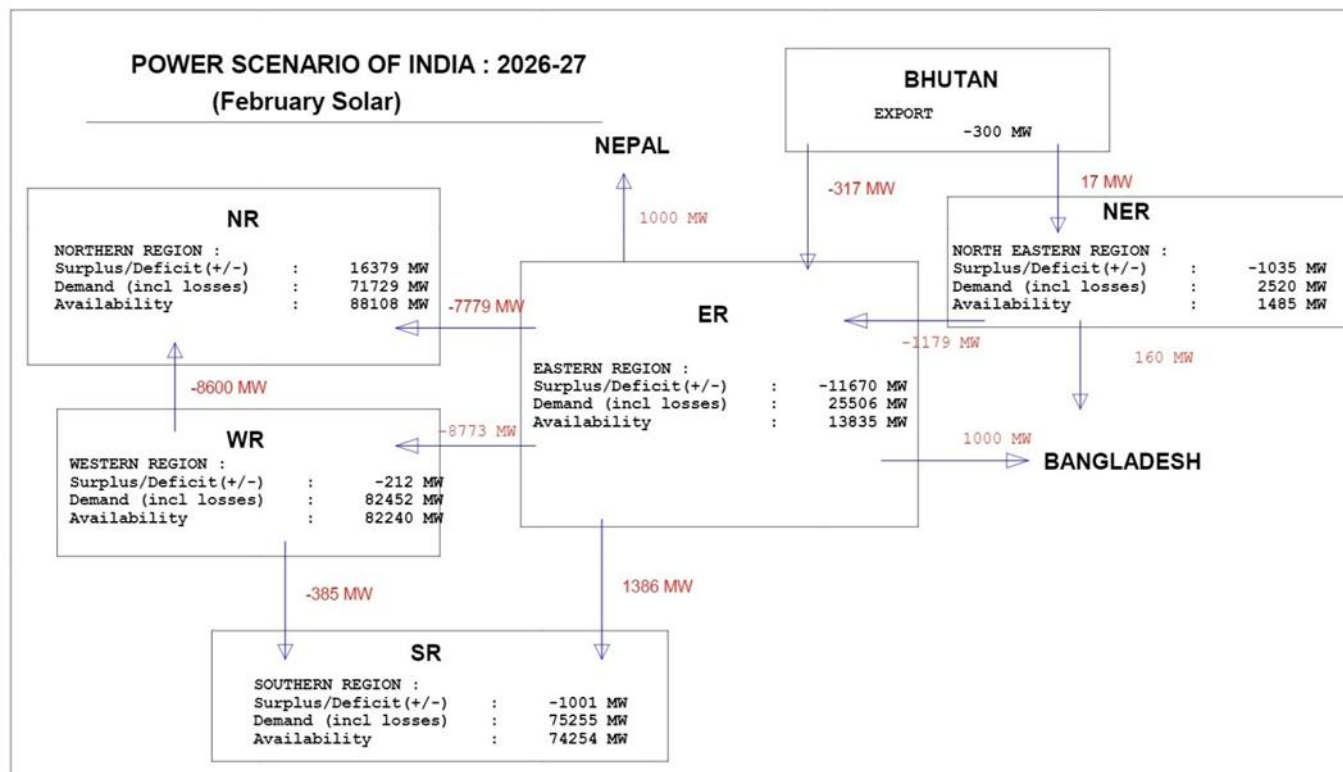 POWER SCENARIO OF INDIA : 2026-27
(February Solar)
BHUTAN
EXPORT
-300 MW
NEPAL
-317 MW
17 MW
1000 MW
NR
NORTHERN REGION :
Surplus/Deficit(+/-) : 16379 MW
Demand (incl losses) : 71729 MW
Availability : 88108 MW
NER
NORTH EASTERN REGION :
Surplus/Deficit(+/-) : -1035 MW
Demand (incl losses) : 2520 MW
Availability : 1485 MW
-7779 MW
ER
EASTERN REGION :
Surplus/Deficit(+/-) : -11670 MW
Demand (incl losses) : 25506 MW
Availability : 13835 MW
-1179 MW
160 MW
-8600 MW
-8773 MW
1000 MW
BANGLADESH
WR
WESTERN REGION :
Surplus/Deficit(+/-) : -212 MW
Demand (incl losses) : 82452 MW
Availability : 82240 MW
-385 MW
1386 MW
SR
SOUTHERN REGION :
Surplus/Deficit(+/-) : -1001 MW
Demand (incl losses) : 75255 MW
Availability : 74254 MW